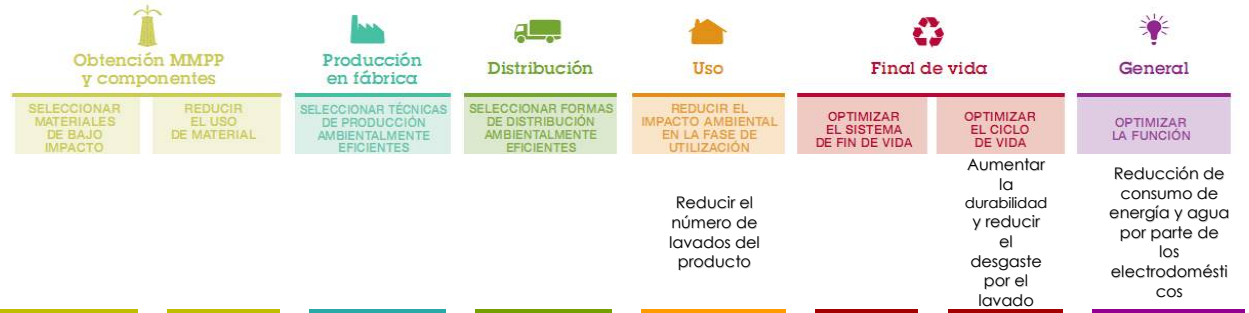 Obtención MMPP
y componentes
Producción
en fábrica
Distribución
Uso
Final de vida
General
SELECCIONAR
MATERIALES
DE BAJO
IMPACTO
REDUCIR
EL USO
DE MATERIAL
SELECCIONAR TÉCNICAS
DE PRODUCCIÓN
AMBIENTALMENTE
EFICIENTES
SELECCIONAR FORMAS
DE DISTRIBUCIÓN
AMBIENTALMENTE
EFICIENTES
REDUCIR EL
IMPACTO AMBIENTAL
EN LA FASE DE
UTILIZACIÓN
OPTIMIZAR
EL SISTEMA
DE FIN DE VIDA
OPTIMIZAR
EL CICLO
DE VIDA
OPTIMIZAR
LA FUNCIÓN
Reducir el
número de
lavados del
producto
Aumentar
la
durabilidad
y reducir
el
desgaste
por el
lavado
Reducción de
consumo de
energía y agua
por parte de
los
electrodomésti
cos